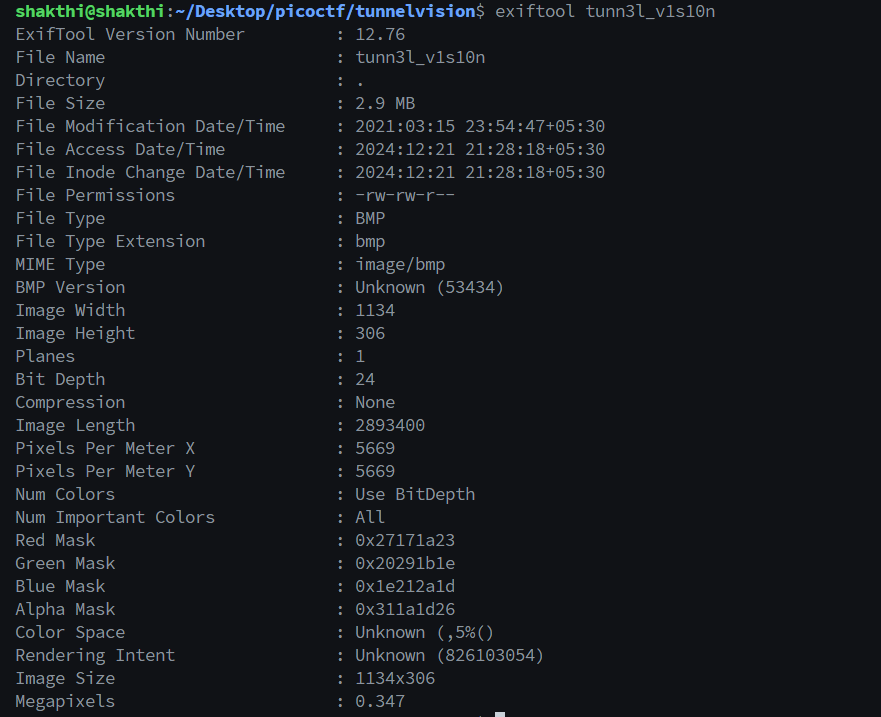 shakthi@shakthi:~/Desktop/picoctf/tunnelvision$ exiftool tunn3l_v1s10n
ExifTool Version Number : 12.76
File Name : tunn3l_v1s10n
Directory : .
File Size : 2.9 MB
File Modification Date/Time : 2021:03:15 23:54:47+05:30
File Access Date/Time : 2024:12:21 21:28:18+05:30
File Inode Change Date/Time : 2024:12:21 21:28:18+05:30
File Permissions : -rw-rw-r--
File Type : BMP
File Type Extension : bmp
MIME Type : image/bmp
BMP Version : Unknown (53434)
Image Width : 1134
Image Height : 306
Planes : 1
Bit Depth : 24
Compression : None
Image Length : 2893400
Pixels Per Meter X : 5669
Pixels Per Meter Y : 5669
Num Colors : Use BitDepth
Num Important Colors : All
Red Mask : 0x27171a23
Green Mask : 0x20291b1e
Blue Mask : 0x1e212a1d
Alpha Mask : 0x311a1d26
Color Space : Unknown (,5%()
Rendering Intent : Unknown (826103054)
Image Size : 1134x306
Megapixels : 0.347